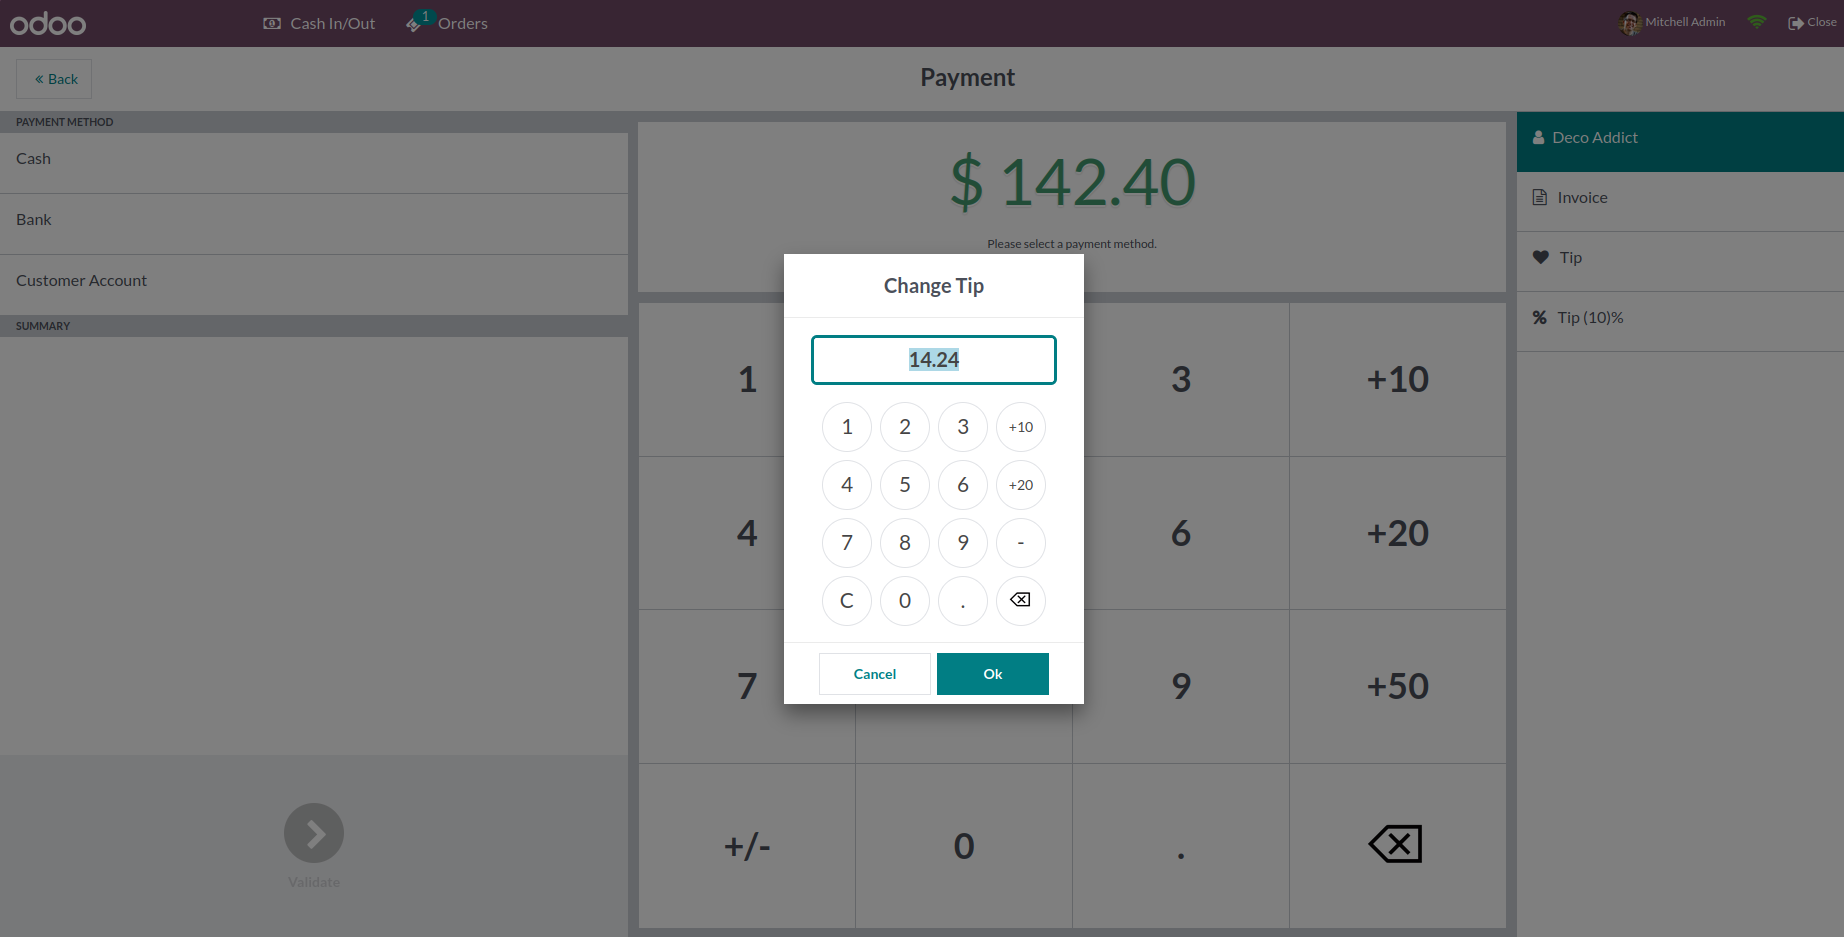 odoo
Cash In/Out
1
Orders
Mitchell Admin
Close
« Back
Payment
PAYMENT METHOD
Cash
Bank
Customer Account
SUMMARY
Validate
$ 142.40
Please select a payment method.
1
3
+10
4
6
+20
7
9
+50
+/-
0
.
Change Tip
14.24
1 2 3 +10
4 5 6 +20
7 8 9 -
C 0 .
Cancel
Ok
Deco Addict
Invoice
Tip
% Tip (10)%